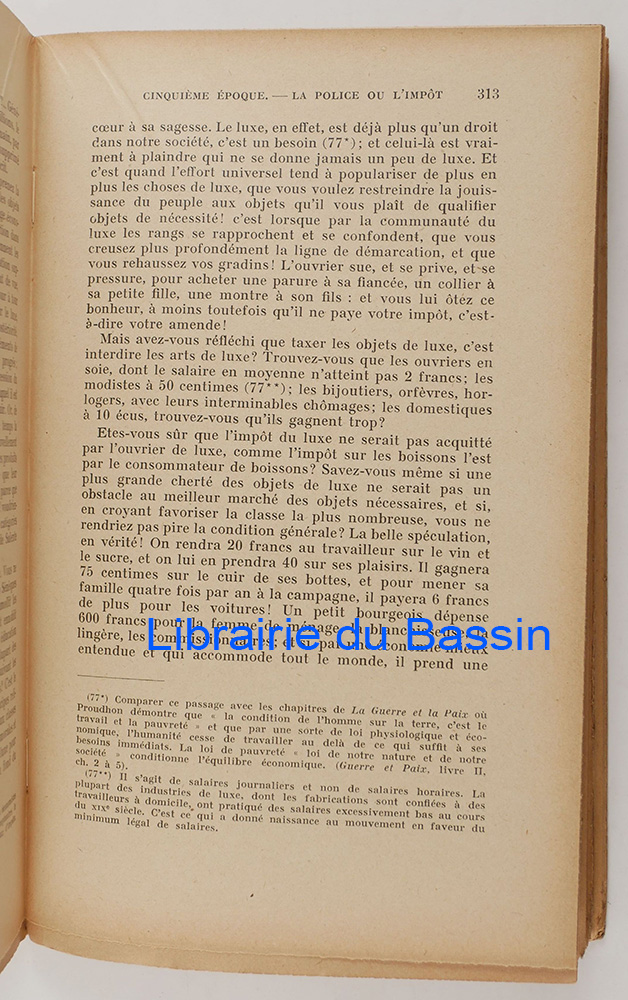 CINQUIÈME ÉPOQUE. — LA POLICE OU L'IMPÔT 313
cœur à sa sagesse. Le luxe, en effet, est déjà plus qu'un droit
dans notre société, c'est un besoin (77*) ; et celui-là est vrai-
ment à plaindre qui ne se donne jamais un peu de luxe. Et
c'est quand l'effort universel tend à populariser de plus en
plus les choses de luxe, que vous voulez restreindre la jouis-
sance du peuple aux objets qu'il vous plaît de qualifier
objets de nécessité! c'est lorsque par la communauté du
luxe les rangs se rapprochent et se confondent, que vous
creusez plus profondément la ligne de démarcation, et que
vous rehaussez vos gradins! L'ouvrier sue, et se prive, et se
pressure, pour acheter une parure à sa fiancée, un collier à
sa petite fille, une montre à son fils : et vous lui ôtez ce
bonheur, à moins toutefois qu'il ne paye votre impôt, c'est-
à-dire votre amende!
Mais avez-vous réfléchi que taxer les objets de luxe, c'est
interdire les arts de luxe? Trouvez-vous que les ouvriers en
soie, dont le salaire en moyenne n'atteint pas 2 francs; les
modistes à 50 centimes (77**); les bijoutiers, orfèvres, hor-
logers, avec leurs interminables chômages; les domestiques
à 10 écus, trouvez-vous qu'ils gagnent trop?
Etes-vous sûr que l'impôt du luxe ne serait pas acquitté
par l'ouvrier de luxe, comme l'impôt sur les boissons l'est
par le consommateur de boissons? Savez-vous même si une
plus grande cherté des objets de luxe ne serait pas un
obstacle au meilleur marché des objets nécessaires, et si,
en croyant favoriser la classe la plus nombreuse, vous ne
rendriez pas pire la condition générale? La belle spéculation,
en vérité! On rendra 20 francs au travailleur sur le vin et
le sucre, et on lui en prendra 40 sur ses plaisirs. Il gagnera
75 centimes sur le cuir de ses bottes, et pour mener sa
famille quatre fois par an à la campagne, il payera 6 francs
de plus pour les voitures! Un petit bourgeois dépense
600 francs pour la femme de ménage, la blanchisseuse, la
lingère, les commissionnaires; et si, par une économie mieux
entendue et qui accommode tout le monde, il prend une
Librairie du Bassin
(77*) Comparer ce passage avec les chapitres de La Guerre et la Paix où
Proudhon démontre que « la condition de l'homme sur la terre, c'est le
travail et la pauvreté » et que par une sorte de loi physiologique et éco-
nomique, l'humanité cesse de travailler au delà de ce qui suffit à ses
besoins immédiats. La loi de pauvreté « loi de notre nature et de notre
société » conditionne l'équilibre économique. (Guerre et Paix, livre II,
ch. 2 à 5).
(77**) Il s'agit de salaires journaliers et non de salaires horaires. La
plupart des industries de luxe, dont les fabrications sont confiées à des
travailleurs à domicile, ont pratiqué des salaires excessivement bas au cours
du XIXe siècle. C'est ce qui a donné naissance au mouvement en faveur du
minimum légal de salaires.